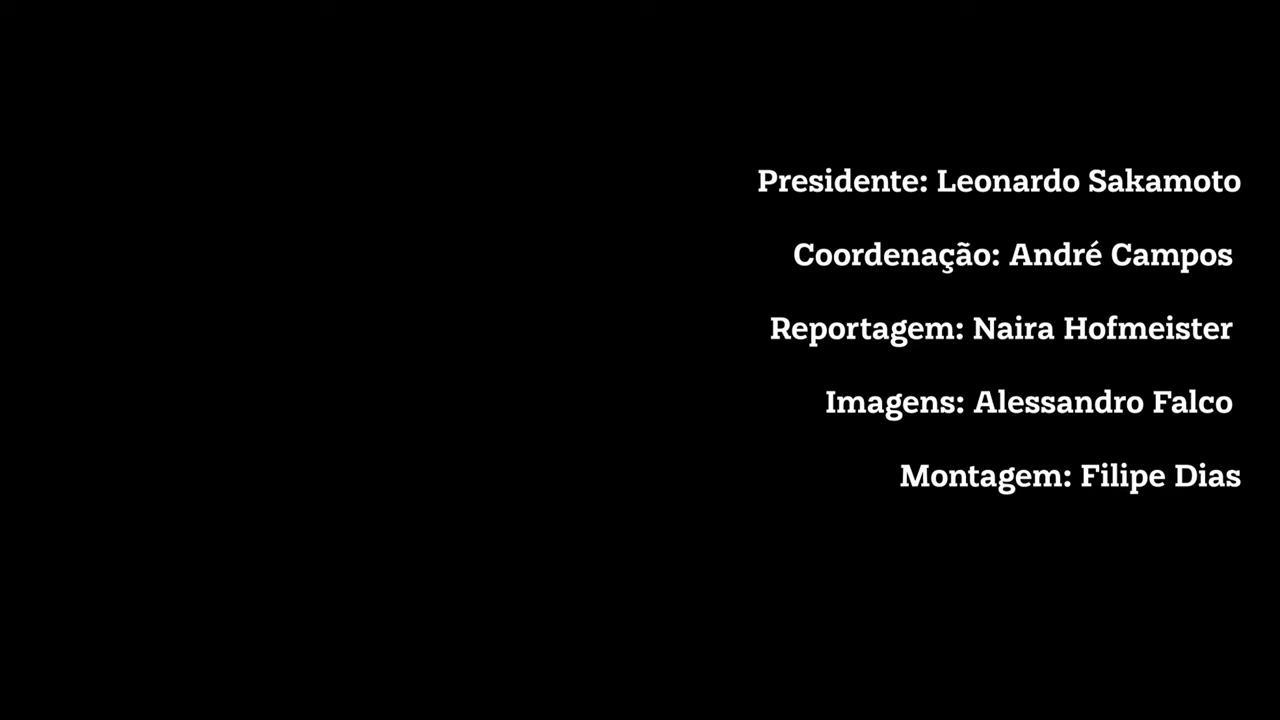 Presidente: Leonardo Sakamoto
Coordenação: André Campos
Reportagem: Naira Hofmeister
Imagens: Alessandro Falco
Montagem: Filipe Dias